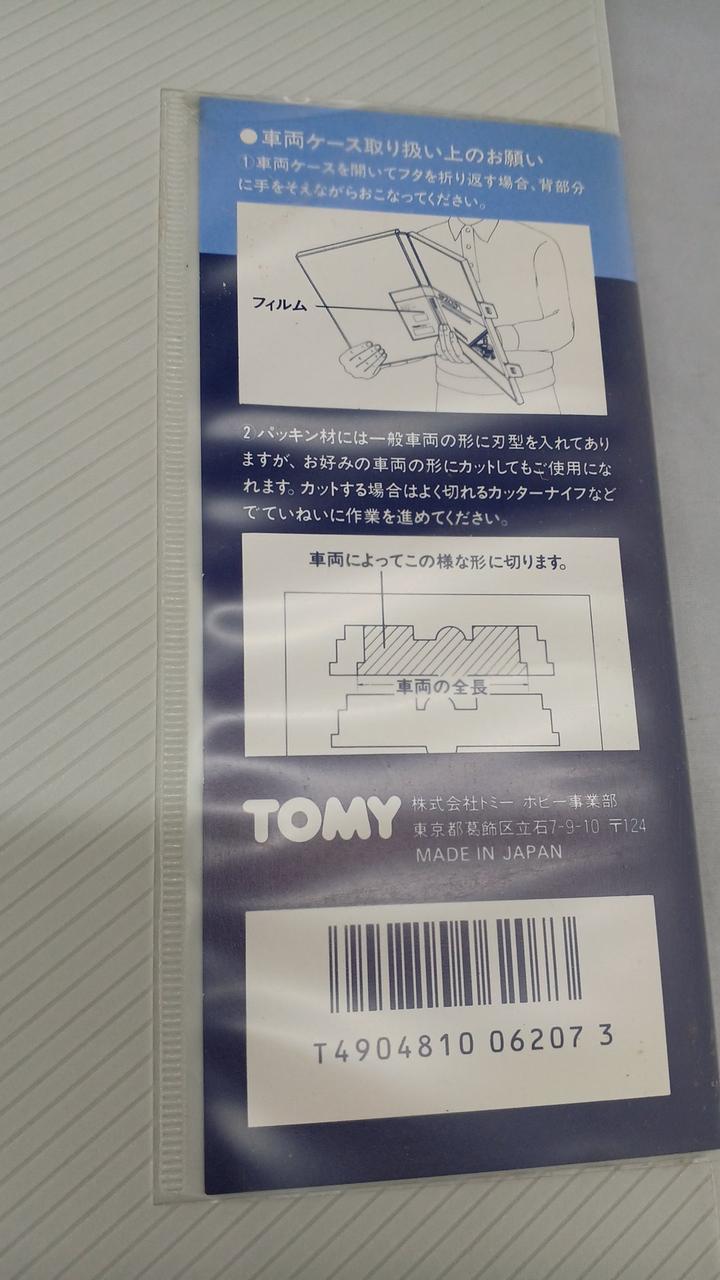 ●車両ケース取り扱い上のお願い
1)車両ケースを開いてフタを折り返す場合、背部分
に手をそえながらおこなってください。
フィルム
2)パッキン材には一般車両の形に刃型を入れてあり
ますが、お好みの車両の形にカットしてもご使用にな
れます。カットする場合はよく切れるカッターナイフなど
でていねいに作業を進めてください。
車両によってこの様な形に切ります。
車両の全長
TOMY
株式会社トミー ホビー事業部
東京都葛飾区立石7-9-10 〒124
MADE IN JAPAN
T4904810 06207 3